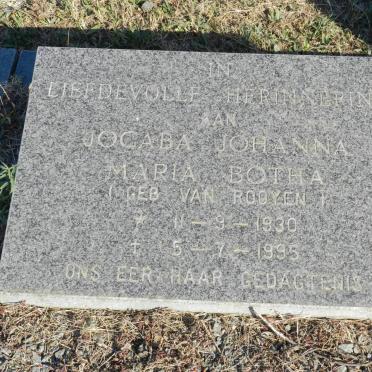 IN
LIEFDEVOLLE HERINNERIN
AAN
JOCABA JOHANNA
MARIA BOTHA
( GEB VAN ROOYEN )
* 11-9-1930
† 5-7-1995
ONS EER HAAR GEDAGTENIS